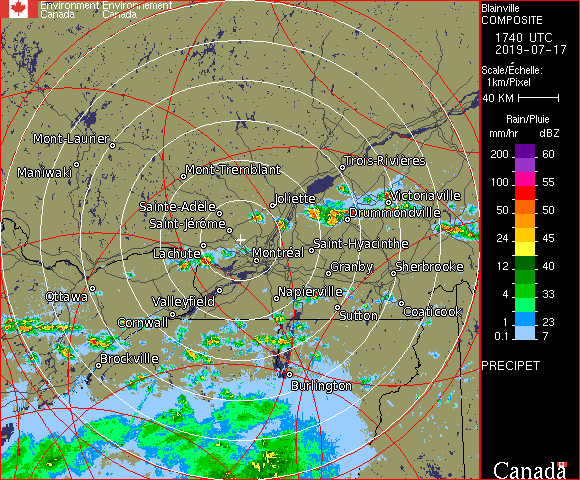 Environment Environnement
Canada Canada
Blainville
COMPOSITE
1740 UTC
2019-07-17
Scale/Échelle:
1km/Pixel
40 KM
Rain/Pluie
mm/hr dBZ
200 60
100 55
50 50
24 45
12 40
4 33
1 23
0.1 7
PRECIPET
Canada
Mont-Laurier
Maniwaki
Mont-Tremblant
Trois-Rivières
Joliette
Victoriaville
Sainte-Adèle
Drummondville
Saint-Jérôme
Saint-Hyacinthe
Lachute
Montréal
Granby
Sherbrooke
Ottawa
Valleyfield
Napierville
Coaticook
Cornwall
Sutton
Brockville
Burlington